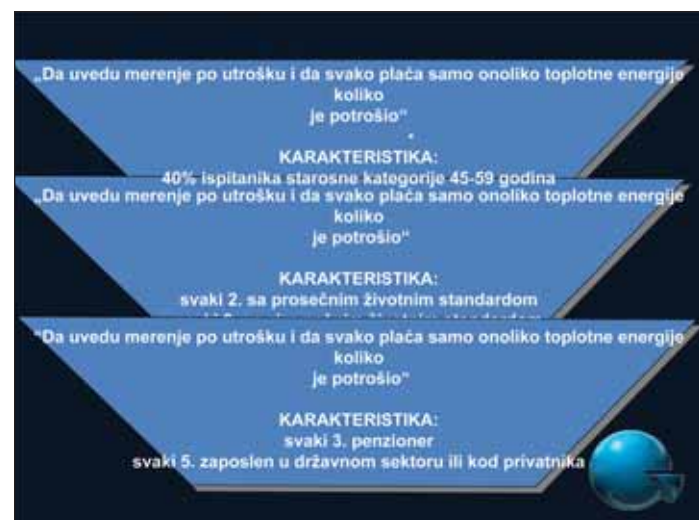 „Da uvedu merenje po utrošku i da svako plaća samo onoliko toplotne energije
koliko
je potrošio“
KARAKTERISTIKA:
40% ispitanika starosne kategorije 45-59 godina
„Da uvedu merenje po utrošku i da svako plaća samo onoliko toplotne energije
koliko
je potrošio“
KARAKTERISTIKA:
svaki 2. sa prosečnim životnim standardom
“Da uvedu merenje po utrošku i da svako plaća samo onoliko toplotne energije
koliko
je potrošio“
KARAKTERISTIKA:
svaki 3. penzioner
svaki 5. zaposlen u državnom sektoru ili kod privatnika